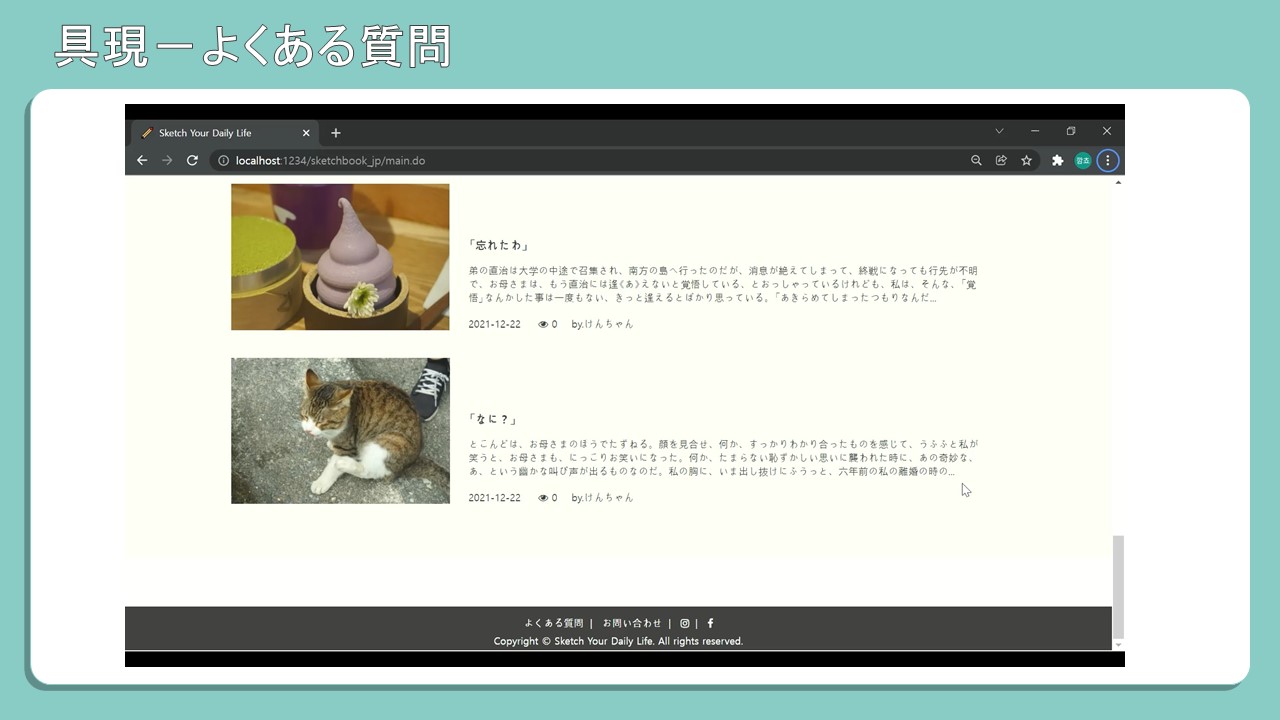 具現ーよくある質問
Sketch Your Daily Life
localhost:1234/sketchbook_jp/main.do
「忘れたわ」
弟の直治は大学の中途で召集され、南方の島へ行ったのだが、消息が絶えてしまって、終戦になっても行先が不明
で、お母さまは、もう直治には逢《あ》えないと覚悟している、とおっしゃっているけれども、私は、そんな、「覚
悟」なんかした事は一度もない、きっと逢えるとばかり思っている。「あきらめてしまったつもりなんだ...
2021-12-22 0 by.けんちゃん
「なに？」
とこんどは、お母さまのほうでたずねる。顔を見合せ、何か、すっかりわかり合ったものを感じて、うふふと私が
笑うと、お母さまも、にっこりお笑いになった。何か、たまらない恥ずかしい思いに襲われた時に、あの奇妙な、
あ、という幽かな叫び声が出るものなのだ。私の胸に、いま出し抜けにふうっと、六年前の私の離婚の時の...
2021-12-22 0 by.けんちゃん
よくある質問 | お問い合わせ | |
Copyright © Sketch Your Daily Life. All rights reserved.